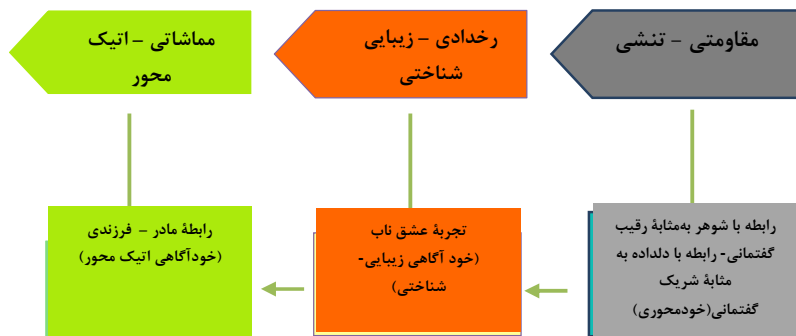 مقاومتی – تنشی
رخدادی – زیبایی
شناختی
مماشاتی – اتیک
محور
رابطه با شوهر به‌مثابهٔ رقیب
گفتمانی- رابطه با دلداده به
مثابهٔ شریک
گفتمانی(خودمحوری)
تجربهٔ عشق ناب
(خود آگاهی زیبایی-
شناختی)
رابطهٔ مادر – فرزندی
(خودآگاهی اتیک محور)